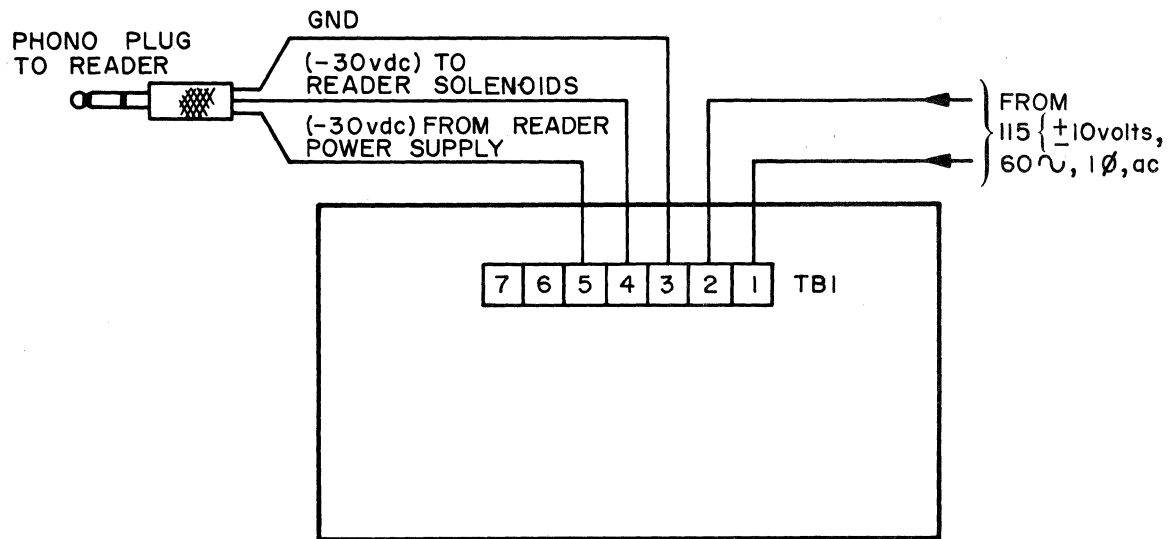 GND
PHONO PLUG
TO READER
(-30vdc) TO
READER SOLENOIDS
(-30vdc) FROM READER
POWER SUPPLY
FROM
115 { ±10volts,
60∿, 1Ø, ac
7 6 5 4 3 2 1 TB1